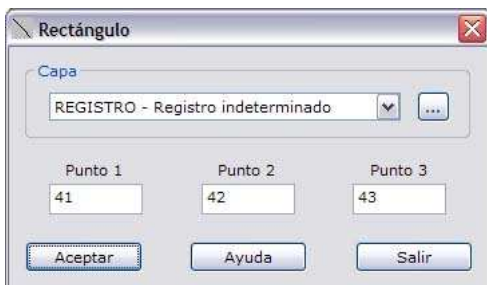 Rectángulo
Capa
REGISTRO - Registro indeterminado
...
Punto 1 Punto 2 Punto 3
41 42 43
Aceptar Ayuda Salir